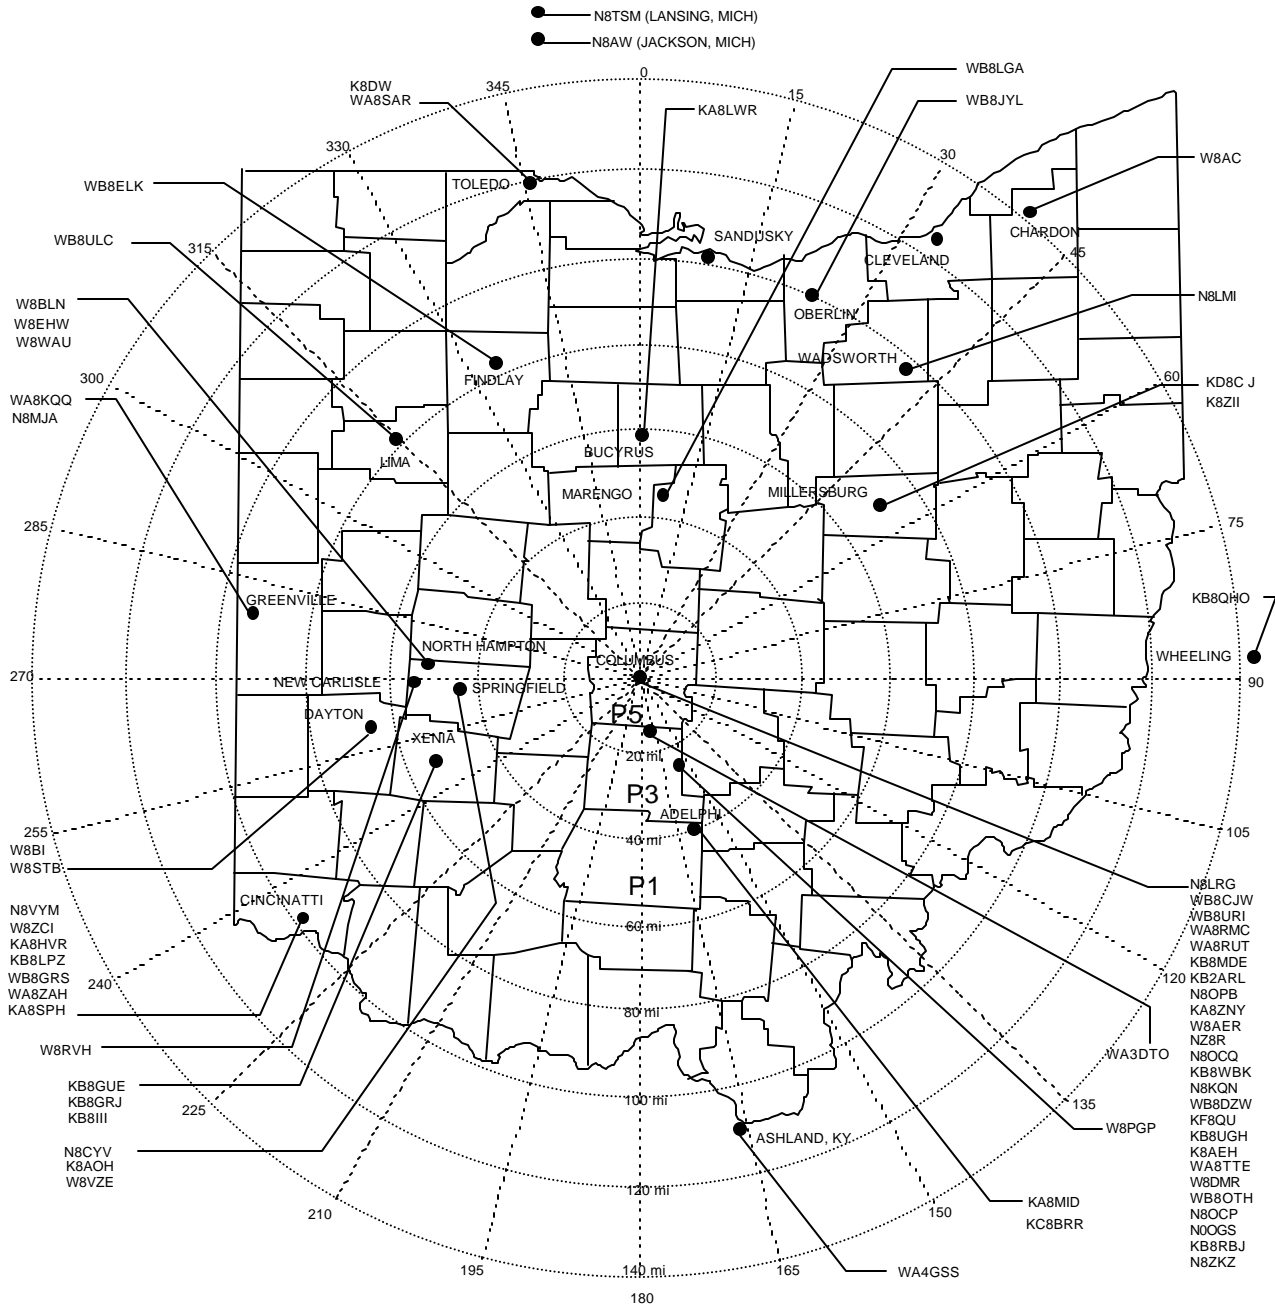 N8TSM (LANSING, MICH)
N8AW (JACKSON, MICH)
0
345
15
330
30
315
45
300
60
285
75
270
90
255
105
240
120
225
135
210
150
195
165
180
K8DW
WA8SAR
KA8LWR
WB8LGA
WB8JYL
W8AC
WB8ELK
WB8ULC
W8BLN
W8EHW
W8WAU
WA8KQQ
N8MJA
N8LMI
KD8C J
K8ZII
KB8QHO
TOLEDO
SANDUSKY
CLEVELAND
CHARDON
OBERLIN
WADSWORTH
FINDLAY
LIMA
BUCYRUS
MARENGO
MILLERSBURG
GREENVILLE
NORTH HAMPTON
COLUMBUS
WHEELING
NEW CARLISLE
SPRINGFIELD
DAYTON
XENIA
P5
20 mi
P3
ADELPHI
40 mi
P1
60 mi
80 mi
100 mi
120 mi
140 mi
CINCINATTI
ASHLAND, KY
W8BI
W8STB
N8VYM
W8ZCI
KA8HVR
KB8LPZ
WB8GRS
WA8ZAH
KA8SPH
W8RVH
KB8GUE
KB8GRJ
KB8III
N8CYV
K8AOH
W8VZE
N8LRG
WB8CJW
WB8URI
WA8RMC
WA8RUT
KB8MDE
KB2ARL
N8OPB
KA8ZNY
W8AER
NZ8R
N8OCQ
KB8WBK
N8KQN
WB8DZW
KF8QU
KB8UGH
K8AEH
WA8TTE
W8DMR
WB8OTH
N8OCP
N0OGS
KB8RBJ
N8ZKZ
WA3DTO
W8PGP
KA8MID
KC8BRR
WA4GSS